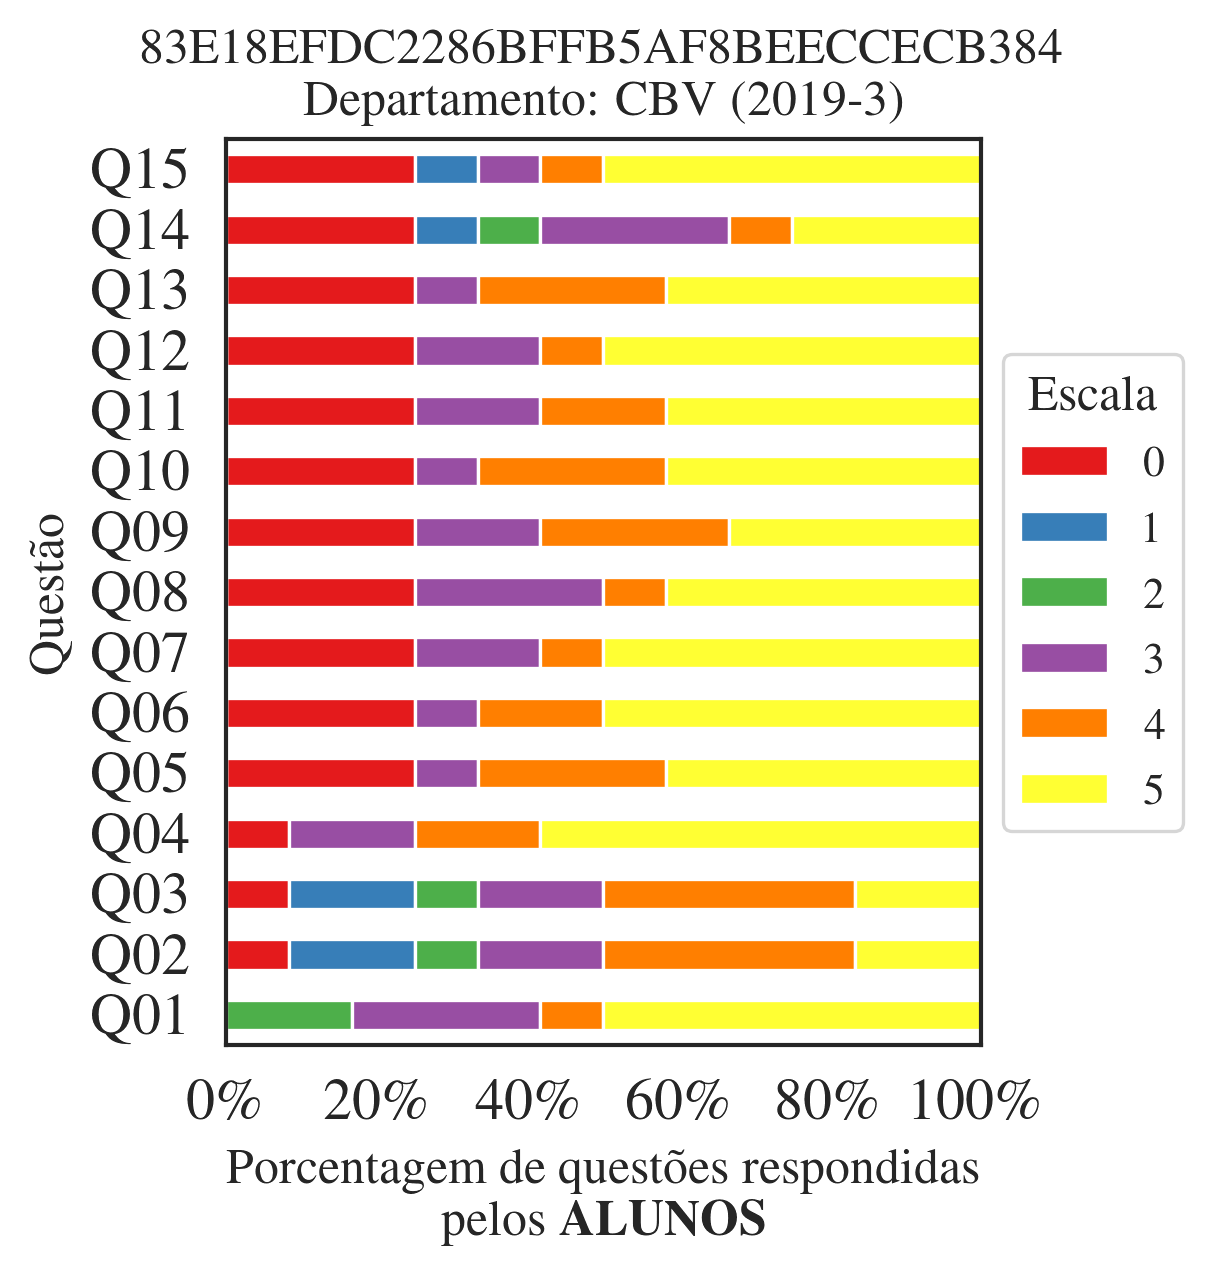 83E18EFDC2286BFFB5AF8BEECCECB384
Departamento: CBV (2019-3)
Questão
Q15
Q14
Q13
Q12
Q11
Q10
Q09
Q08
Q07
Q06
Q05
Q04
Q03
Q02
Q01
0% 20% 40% 60% 80% 100%
Porcentagem de questões respondidas
pelos ALUNOS
Escala
0
1
2
3
4
5